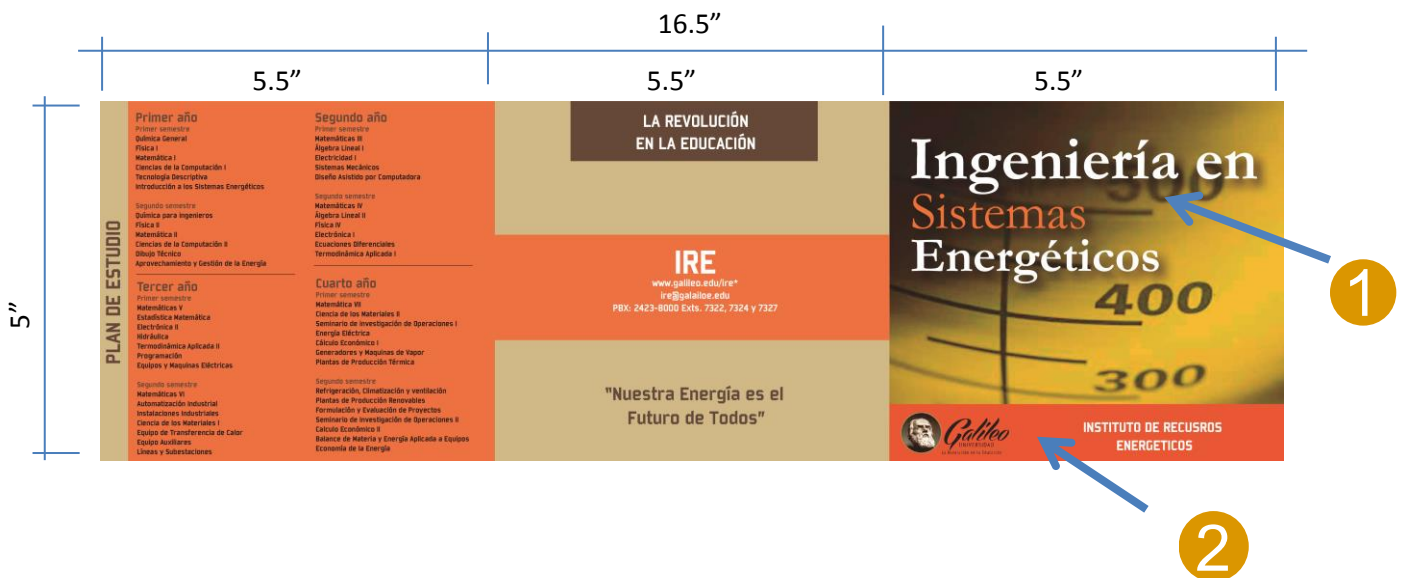 16.5”
5.5”
5.5”
5.5”
5”
PLAN DE ESTUDIO
Primer año
Primer semestre
Química General
Física I
Matemática I
Ciencias de la Computación I
Tecnología Descriptiva
Introducción a los Sistemas Energéticos
Segundo semestre
Química para ingenieros
Física II
Matemática II
Ciencias de la Computación II
Dibujo Técnico
Aprovechamiento y Gestión de la Energía
Tercer año
Primer semestre
Matemáticas V
Estadística Matemática
Electrónica II
Hidráulica
Termodinámica Aplicada II
Programación
Equipos y Maquinas Eléctricas
Segundo semestre
Matemáticas VI
Automatización Industrial
Instalaciones Industriales
Ciencia de los Materiales I
Equipo de Transferencia de Calor
Equipo Auxiliares
Líneas y Subestaciones
Segundo año
Primer semestre
Matemáticas III
Álgebra Lineal I
Electricidad I
Sistemas Mecánicos
Diseño Asistido por Computadora
Segundo semestre
Matemáticas IV
Álgebra Lineal II
Física IV
Electrónica I
Ecuaciones Diferenciales
Termodinámica Aplicada I
Cuarto año
Primer semestre
Matemática VII
Ciencia de los Materiales II
Seminario de Investigación de Operaciones I
Energía Eléctrica
Cálculo Económico I
Generadores y Maquinas de Vapor
Plantas de Producción Térmica
Segundo semestre
Refrigeración, Climatización y ventilación
Plantas de Producción Renovables
Formulación y Evaluación de Proyectos
Seminario de Investigación de Operaciones II
Calculo Económico II
Balance de Materia y Energía Aplicada a Equipos
Economía de la Energía
LA REVOLUCIÓN
EN LA EDUCACIÓN
IRE
www.galileo.edu/ire*
ire@galailoe.edu
PBX: 2423-8000 Exts. 7322, 7324 y 7327
"Nuestra Energía es el
Futuro de Todos”
Ingeniería en
Sistemas
Energéticos
500
400
300
Galileo
UNIVERSIDAD
La Revolución en la Educación
INSTITUTO DE RECUSROS
ENERGETICOS
1
2